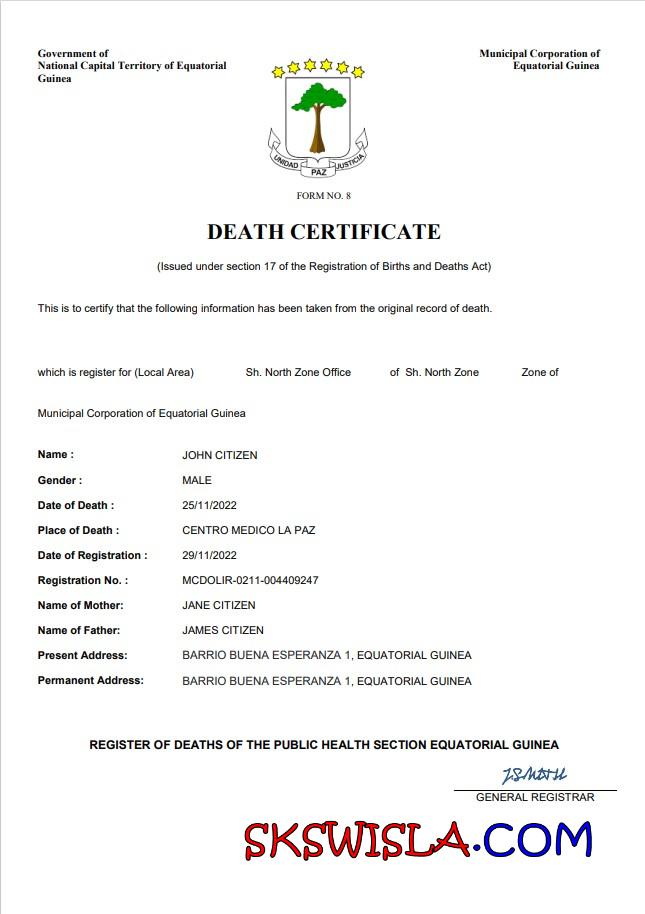 Government of
National Capital Territory of Equatorial
Guinea
Municipal Corporation of
Equatorial Guinea
UNIDAD PAZ JUSTICIA
FORM NO. 8
DEATH CERTIFICATE
(Issued under section 17 of the Registration of Births and Deaths Act)
This is to certify that the following information has been taken from the original record of death.
which is register for (Local Area) Sh. North Zone Office of Sh. North Zone Zone of
Municipal Corporation of Equatorial Guinea
Name : JOHN CITIZEN
Gender : MALE
Date of Death : 25/11/2022
Place of Death : CENTRO MEDICO LA PAZ
Date of Registration : 29/11/2022
Registration No. : MCDOLIR-0211-004409247
Name of Mother: JANE CITIZEN
Name of Father: JAMES CITIZEN
Present Address: BARRIO BUENA ESPERANZA 1, EQUATORIAL GUINEA
Permanent Address: BARRIO BUENA ESPERANZA 1, EQUATORIAL GUINEA
REGISTER OF DEATHS OF THE PUBLIC HEALTH SECTION EQUATORIAL GUINEA
GENERAL REGISTRAR
SKSWISLA.COM